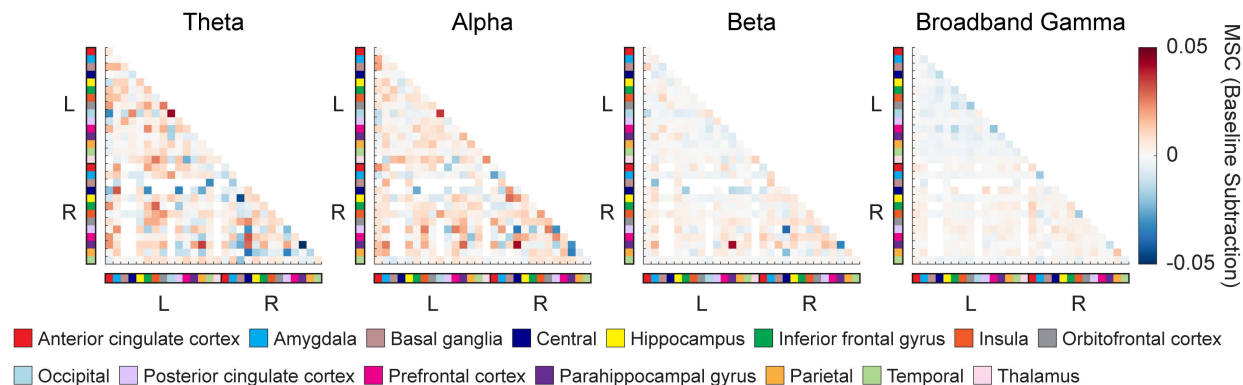 Theta Alpha Beta Broadband Gamma
L L L L
R R R R
0.05
0
-0.05
MSC (Baseline Subtraction)
L R L R L R L R
Anterior cingulate cortex Amygdala Basal ganglia Central Hippocampus Inferior frontal gyrus Insula Orbitofrontal cortex
Occipital Posterior cingulate cortex Prefrontal cortex Parahippocampal gyrus Parietal Temporal Thalamus